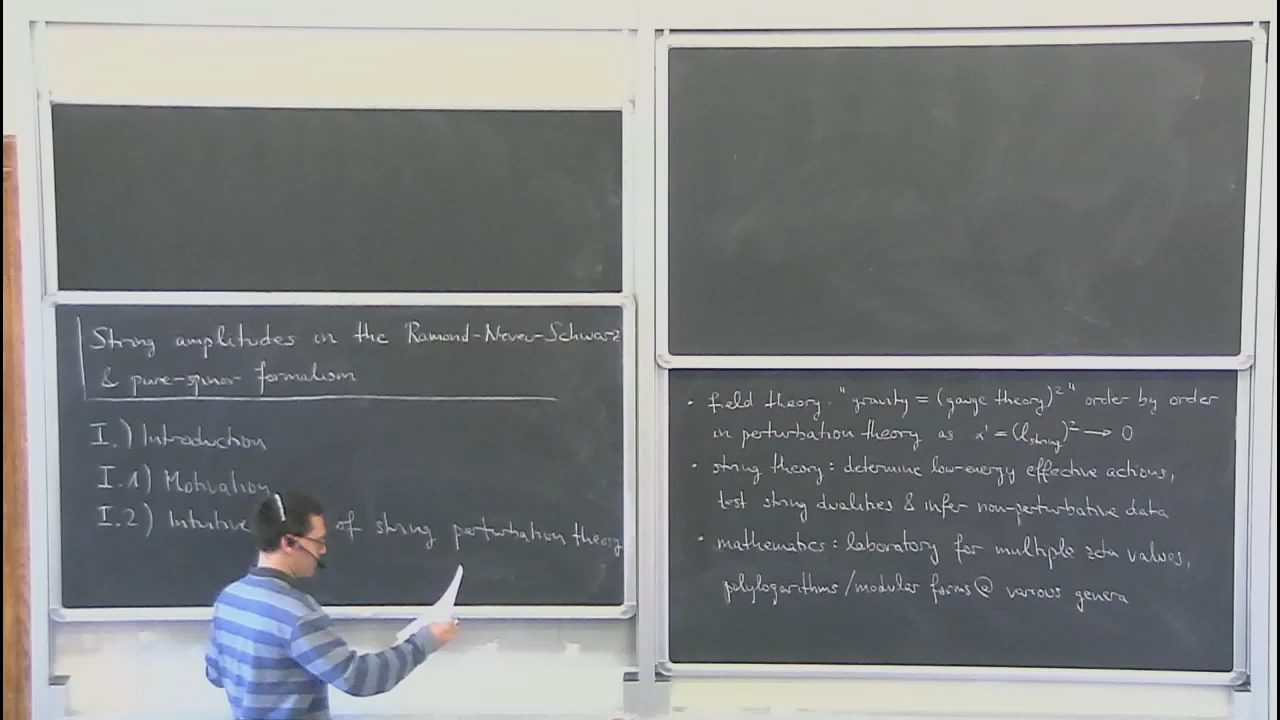 String amplitudes in the Ramond-Neveu-Schwarz
& pure-spinor formalism
I.) Introduction
I.1) Motivation
I.2) Intuitive of string perturbation theory
• field theory: "gravity = (gauge theory)²" order by order
in perturbation theory as α' = (l_string)² → 0
• string theory: determine low-energy effective actions,
test string dualities & infer non-perturbative data
• mathematics: laboratory for multiple zeta values,
polylogarithms/modular forms @ various genera